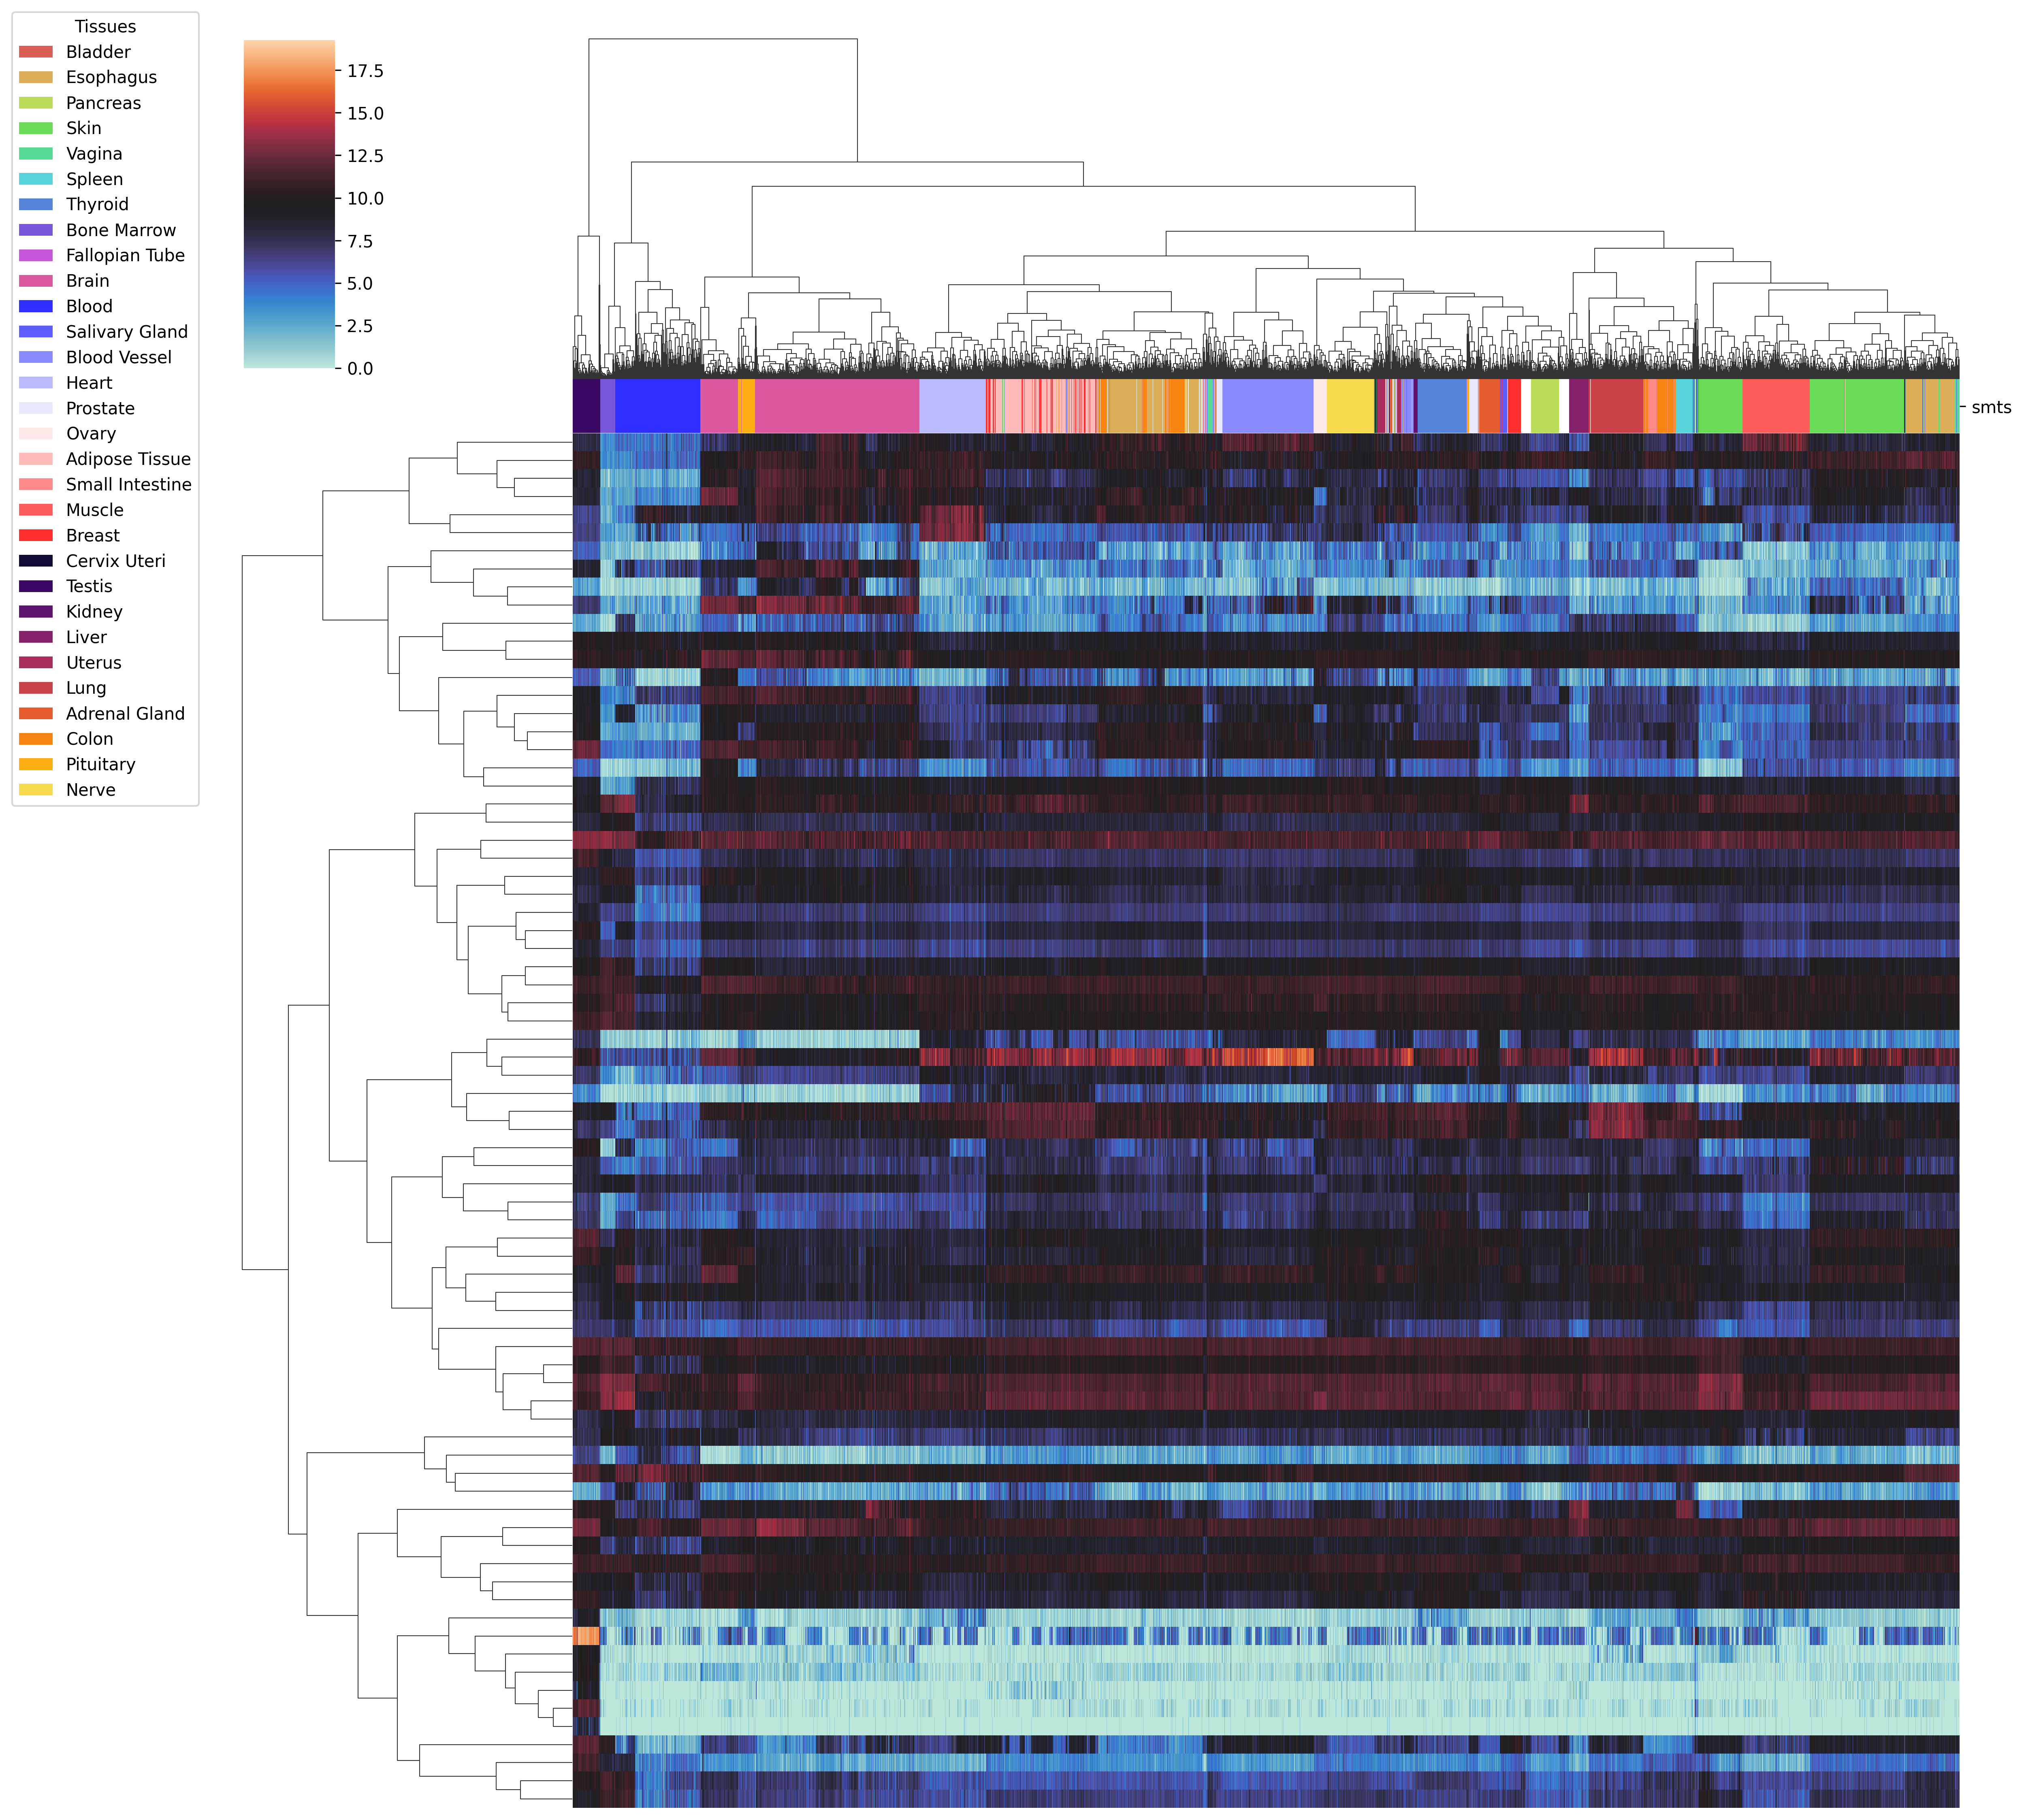 Tissues
Bladder
Esophagus
Pancreas
Skin
Vagina
Spleen
Thyroid
Bone Marrow
Fallopian Tube
Brain
Blood
Salivary Gland
Blood Vessel
Heart
Prostate
Ovary
Adipose Tissue
Small Intestine
Muscle
Breast
Cervix Uteri
Testis
Kidney
Liver
Uterus
Lung
Adrenal Gland
Colon
Pituitary
Nerve
17.5
15.0
12.5
10.0
7.5
5.0
2.5
0.0
smts